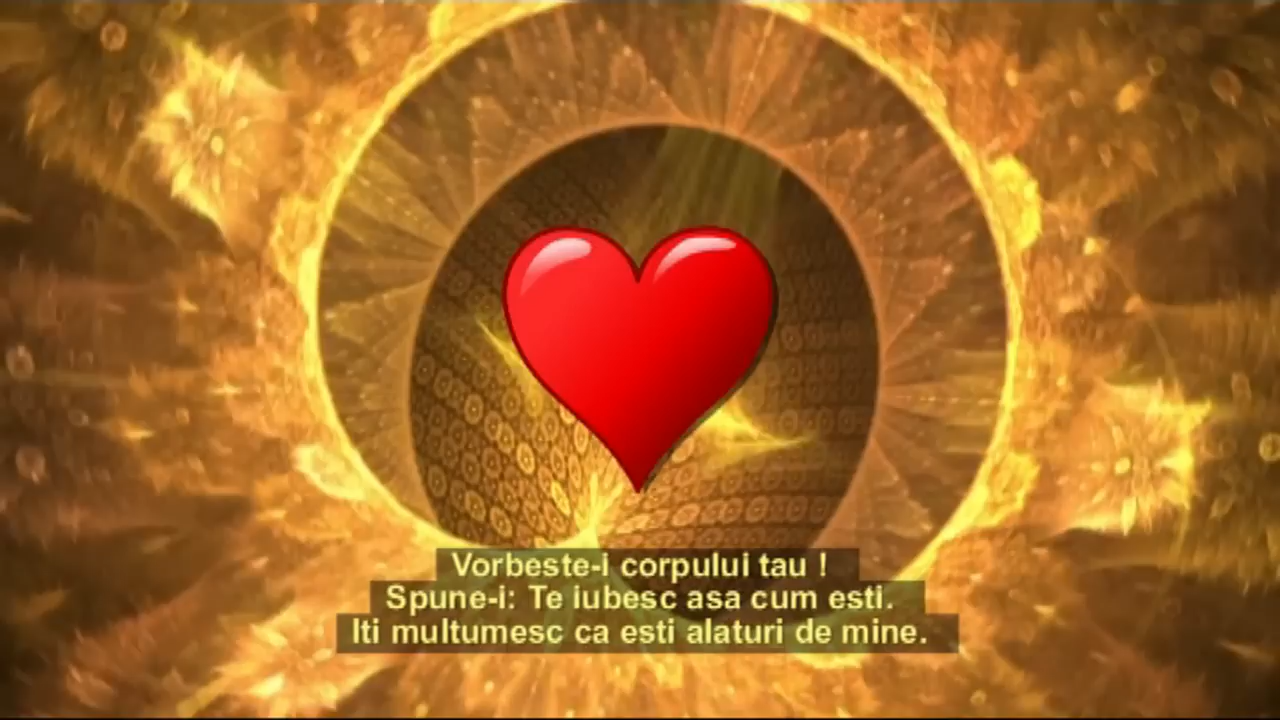 Vorbeste-i corpului tau !
Spune-i: Te iubesc asa cum esti.
Iti multumesc ca esti alaturi de mine.